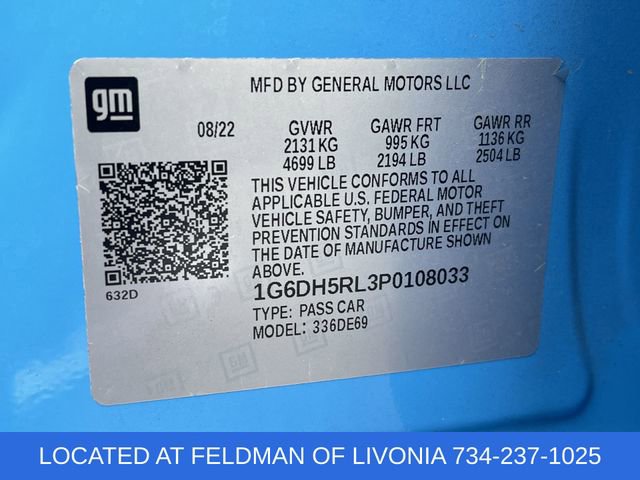 gm
MFD BY GENERAL MOTORS LLC
08/22 GVWR GAWR FRT GAWR RR
2131 KG 995 KG 1136 KG
4699 LB 2194 LB 2504 LB
THIS VEHICLE CONFORMS TO ALL
APPLICABLE U.S. FEDERAL MOTOR
VEHICLE SAFETY, BUMPER, AND THEFT
PREVENTION STANDARDS IN EFFECT ON
THE DATE OF MANUFACTURE SHOWN
ABOVE.
632D
1G6DH5RL3P0108033
TYPE: PASS CAR
MODEL: 336DE69
LOCATED AT FELDMAN OF LIVONIA 734-237-1025